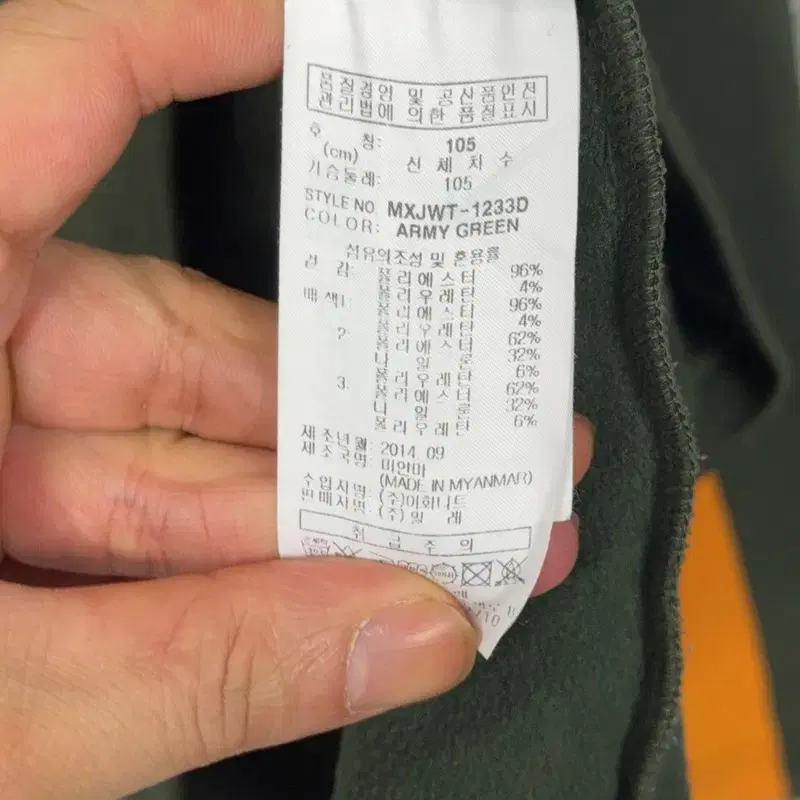 품질경영 및 공산품안전
관리법에 의한 품질표시
호 칭: 105
(cm) 신 체 치 수
가슴둘레: 105
STYLE NO MXJWT-1233D
COLOR: ARMY GREEN
섬유의조성 및 혼용률
겉 감: 폴리에스터 96%
폴리우레탄 4%
배색1. 폴리에스터 96%
폴리우레탄 4%
2. 폴리에스터 62%
나 일 론 32%
폴리우레탄 6%
3. 폴리에스터 62%
나 일 론 32%
폴리우레탄 6%
제조년월: 2014. 09
제조국명: 미얀마
(MADE IN MYANMAR)
수입자명: (주)이화니트
판매자명: (주)밀 레
취 급 주 의